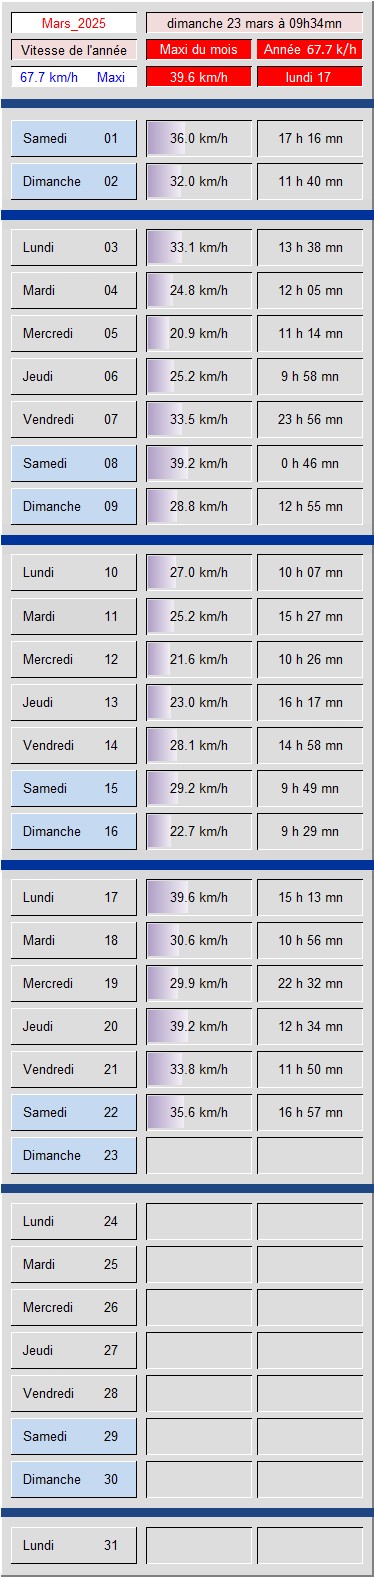 Mars_2025 dimanche 23 mars à 09h34mn
Vitesse de l'année Maxi du mois Année 67.7 k/h
67.7 km/h Maxi 39.6 km/h lundi 17
Samedi 01 36.0 km/h 17 h 16 mn
Dimanche 02 32.0 km/h 11 h 40 mn
Lundi 03 33.1 km/h 13 h 38 mn
Mardi 04 24.8 km/h 12 h 05 mn
Mercredi 05 20.9 km/h 11 h 14 mn
Jeudi 06 25.2 km/h 9 h 58 mn
Vendredi 07 33.5 km/h 23 h 56 mn
Samedi 08 39.2 km/h 0 h 46 mn
Dimanche 09 28.8 km/h 12 h 55 mn
Lundi 10 27.0 km/h 10 h 07 mn
Mardi 11 25.2 km/h 15 h 27 mn
Mercredi 12 21.6 km/h 10 h 26 mn
Jeudi 13 23.0 km/h 16 h 17 mn
Vendredi 14 28.1 km/h 14 h 58 mn
Samedi 15 29.2 km/h 9 h 49 mn
Dimanche 16 22.7 km/h 9 h 29 mn
Lundi 17 39.6 km/h 15 h 13 mn
Mardi 18 30.6 km/h 10 h 56 mn
Mercredi 19 29.9 km/h 22 h 32 mn
Jeudi 20 39.2 km/h 12 h 34 mn
Vendredi 21 33.8 km/h 11 h 50 mn
Samedi 22 35.6 km/h 16 h 57 mn
Dimanche 23
Lundi 24
Mardi 25
Mercredi 26
Jeudi 27
Vendredi 28
Samedi 29
Dimanche 30
Lundi 31